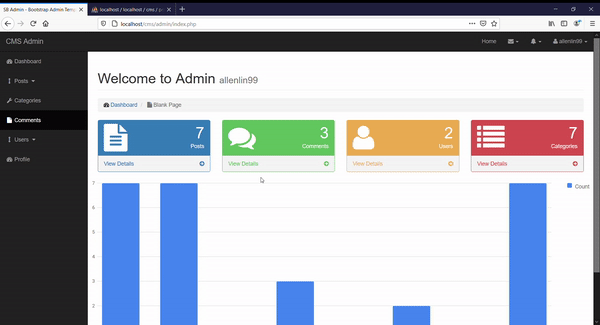 SB Admin - Bootstrap Admin Temp
localhost / localhost / cms / p
localhost/cms/admin/index.php
CMS Admin
Home
allenlin99
Dashboard
Posts
Categories
Comments
Users
Profile
Welcome to Admin allenlin99
Dashboard / Blank Page
7
Posts
View Details
3
Comments
View Details
2
Users
View Details
7
Categories
View Details
Count
7
6
5
4
3
2